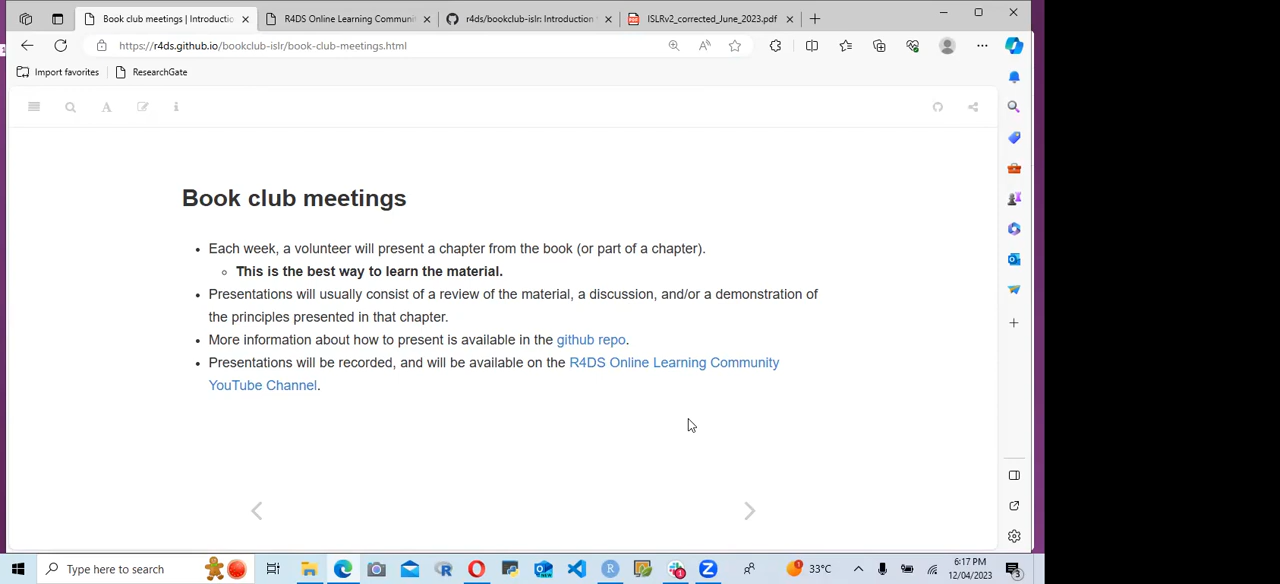 Book club meetings | Introductio
R4DS Online Learning Communi
r4ds/bookclub-islr: Introduction
ISLRv2_corrected_June_2023.pdf
https://r4ds.github.io/bookclub-islr/book-club-meetings.html
Import favorites
ResearchGate
Book club meetings
Each week, a volunteer will present a chapter from the book (or part of a chapter).
This is the best way to learn the material.
Presentations will usually consist of a review of the material, a discussion, and/or a demonstration of
the principles presented in that chapter.
More information about how to present is available in the github repo.
Presentations will be recorded, and will be available on the R4DS Online Learning Community
YouTube Channel.
Type here to search
33°C
6:17 PM
12/04/2023